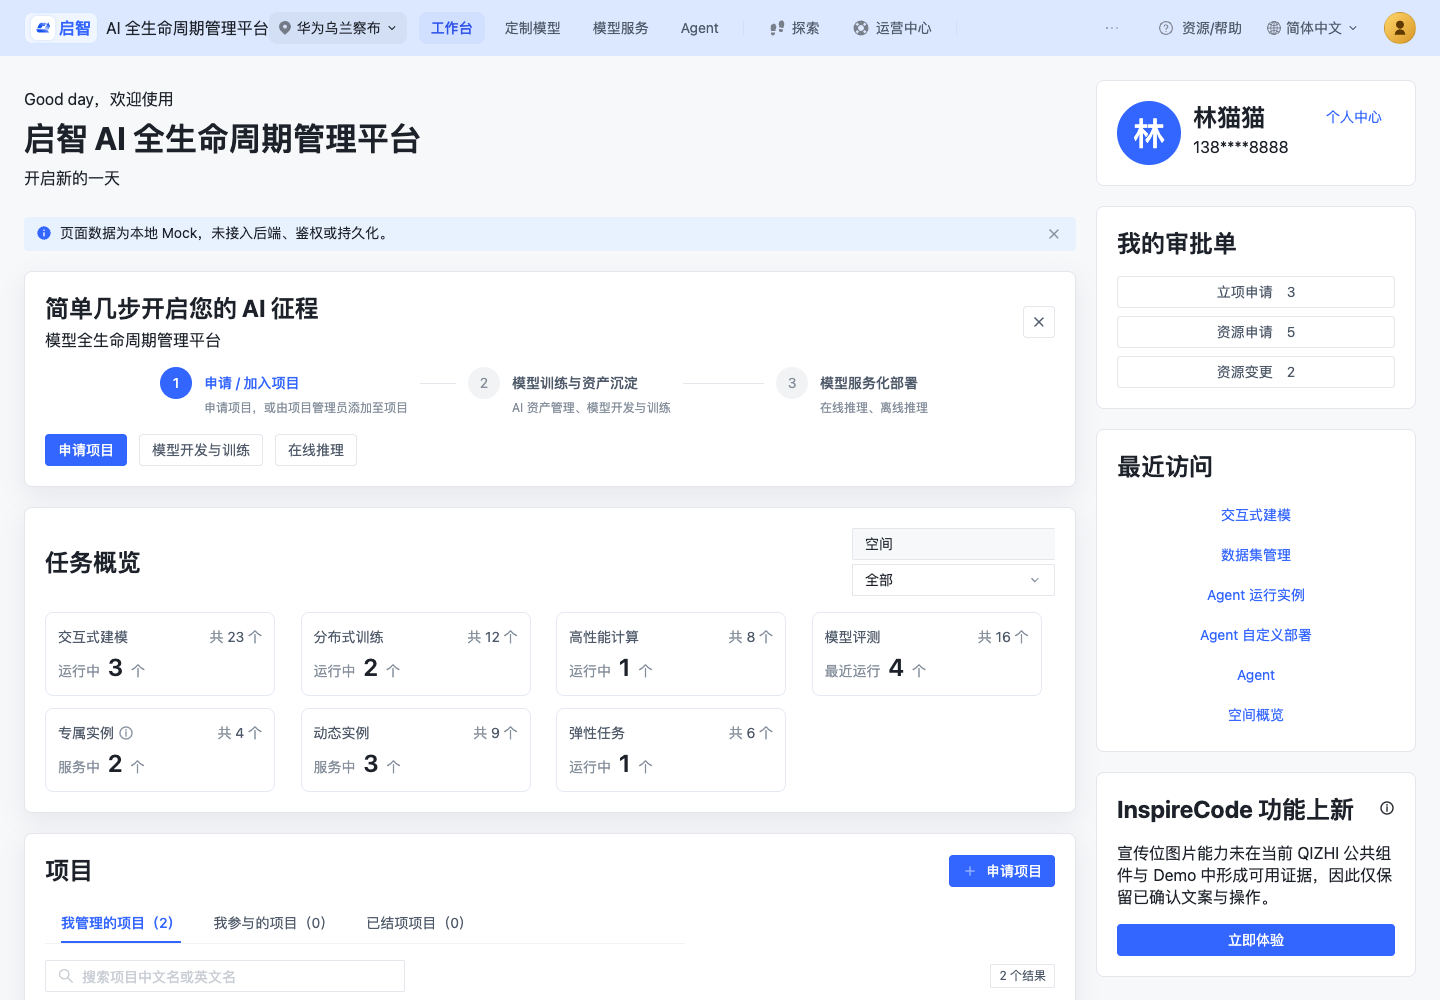 启智 AI 全生命周期管理平台 华为乌兰察布 工作台 定制模型 模型服务 Agent 探索 运营中心 ··· 资源/帮助 简体中文
Good day，欢迎使用
启智 AI 全生命周期管理平台
开启新的一天
页面数据为本地 Mock，未接入后端、鉴权或持久化。
简单几步开启您的 AI 征程
模型全生命周期管理平台
1 申请 / 加入项目
申请项目，或由项目管理员添加至项目
2 模型训练与资产沉淀
AI 资产管理、模型开发与训练
3 模型服务化部署
在线推理、离线推理
申请项目 模型开发与训练 在线推理
任务概览
空间
全部
交互式建模 共 23 个
运行中 3 个
分布式训练 共 12 个
运行中 2 个
高性能计算 共 8 个
运行中 1 个
模型评测 共 16 个
最近运行 4 个
专属实例 共 4 个
服务中 2 个
动态实例 共 9 个
服务中 3 个
弹性任务 共 6 个
运行中 1 个
项目
申请项目
我管理的项目（2） 我参与的项目（0） 已结项项目（0）
搜索项目中文名或英文名
2 个结果
林
林猫猫
138****8888
个人中心
我的审批单
立项申请 3
资源申请 5
资源变更 2
最近访问
交互式建模
数据集管理
Agent 运行实例
Agent 自定义部署
Agent
空间概览
InspireCode 功能上新
宣传位图片能力未在当前 QIZHI 公共组
件与 Demo 中形成可用证据，因此仅保
留已确认文案与操作。
立即体验